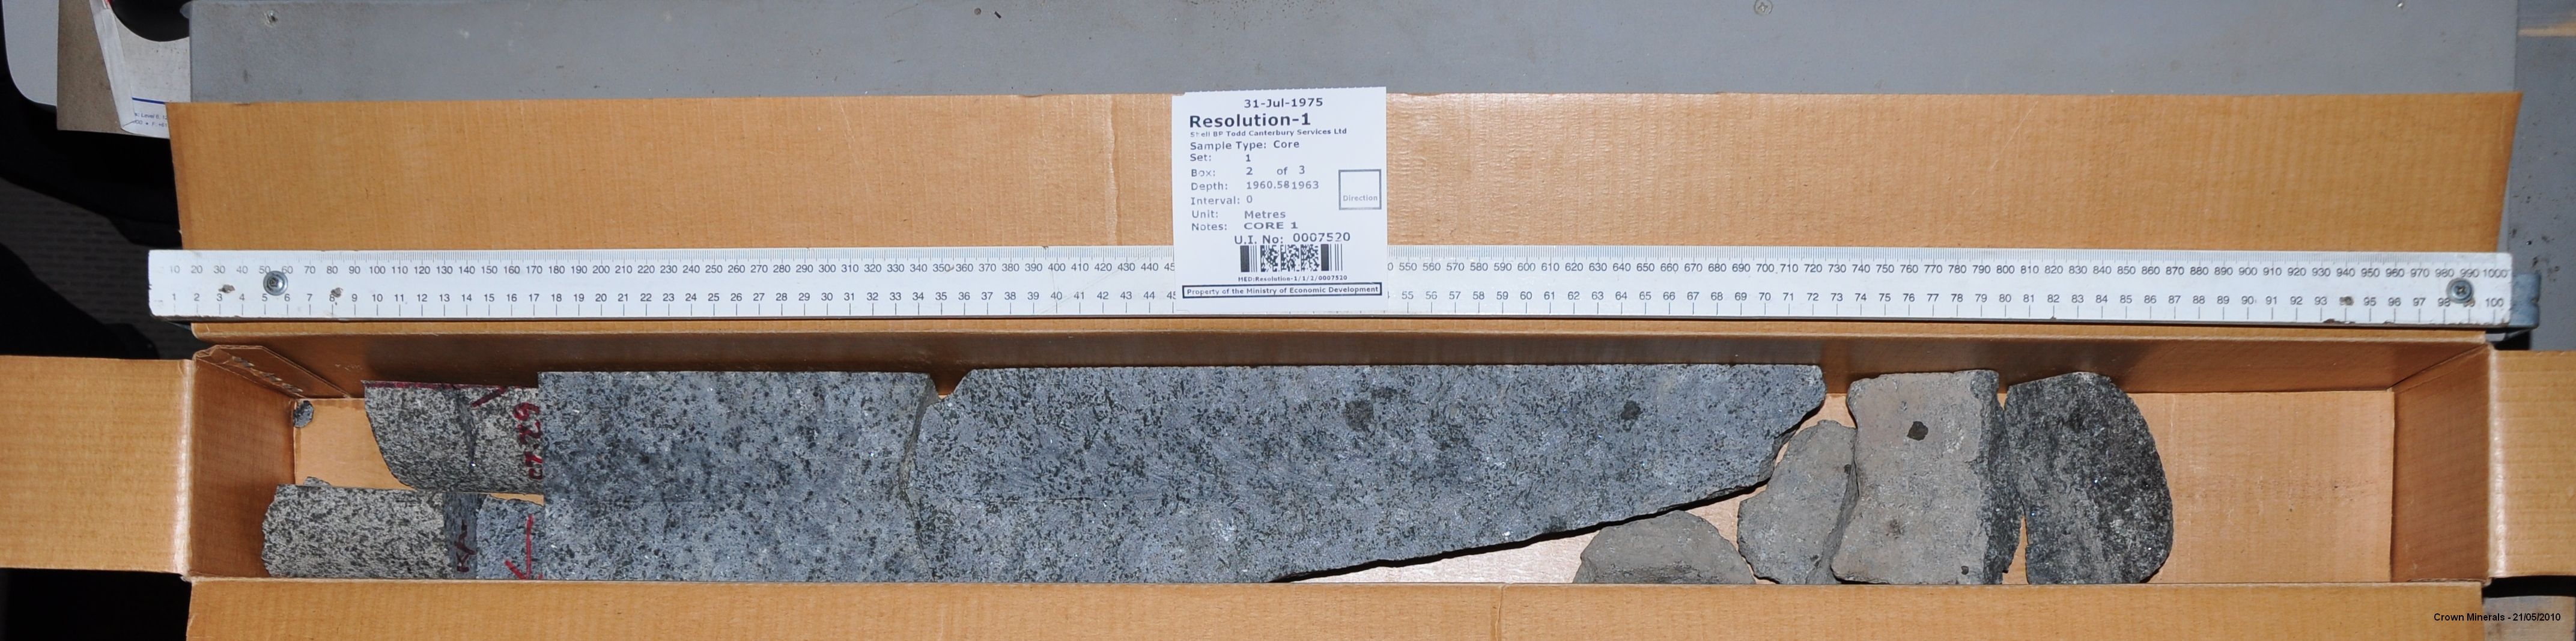 31-Jul-1975
Resolution-1
Shell BP Todd Canterbury Services Ltd
Sample Type: Core
Set: 1
Box: 2 of 3
Depth: 1960.581963
Interval: 0
Direction
Unit: Metres
Notes: CORE 1
U.I. No: 0007520
MED:Resolution-1/1/2/0007520
Property of the Ministry of Economic Development
10 20 30 40 50 60 70 80 90 100 110 120 130 140 150 160 170 180 190 200 210 220 230 240 250 260 270 280 290 300 310 320 330 340 350 360 370 380 390 400 410 420 430 440 550 560 570 580 590 600 610 620 630 640 650 660 670 680 690 700 710 720 730 740 750 760 770 780 790 800 810 820 830 840 850 860 870 880 890 900 910 920 930 940 950 960 970 980 990 1000
1 2 3 4 5 6 7 8 9 10 11 12 13 14 15 16 17 18 19 20 21 22 23 24 25 26 27 28 29 30 31 32 33 34 35 36 37 38 39 40 41 42 43 44 55 56 57 58 59 60 61 62 63 64 65 66 67 68 69 70 71 72 73 74 75 76 77 78 79 80 81 82 83 84 85 86 87 88 89 90 91 92 93 94 95 96 97 98 99 100
Crown Minerals - 21/05/2010